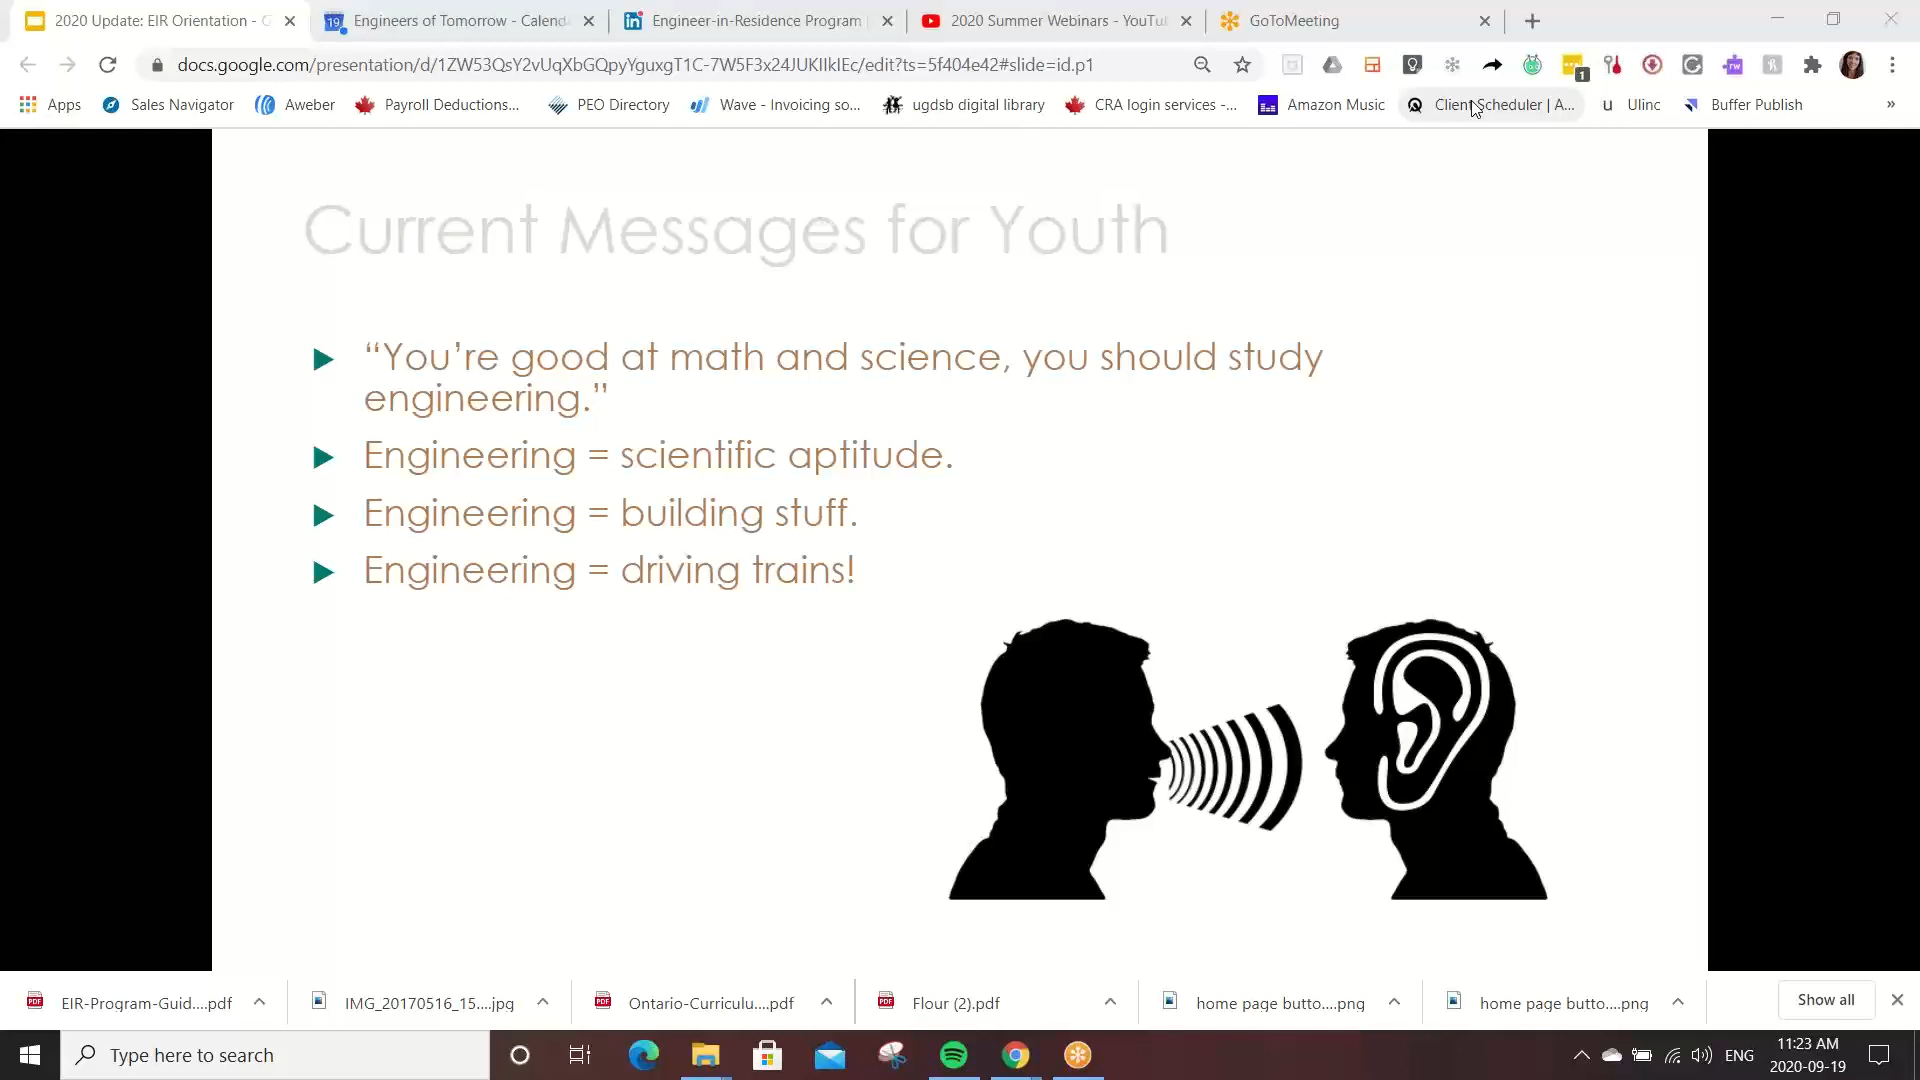 2020 Update: EIR Orientation - G
Engineers of Tomorrow - Calend
Engineer-in-Residence Program
2020 Summer Webinars - YouTu
GoToMeeting
docs.google.com/presentation/d/1ZW53QsY2vUqXbGQpyYguxgT1C-7W5F3x24JUKIlkIEc/edit?ts=5f404e42#slide=id.p1
Apps
Sales Navigator
Aweber
Payroll Deductions...
PEO Directory
Wave - Invoicing so...
ugdsb digital library
CRA login services -...
Amazon Music
Client Scheduler | A...
Ulinc
Buffer Publish
Current Messages for Youth
“You’re good at math and science, you should study
engineering.”
Engineering = scientific aptitude.
Engineering = building stuff.
Engineering = driving trains!
EIR-Program-Guid....pdf
IMG_20170516_15....jpg
Ontario-Curriculu....pdf
Flour (2).pdf
home page butto....png
home page butto....png
Show all
Type here to search
ENG
11:23 AM
2020-09-19